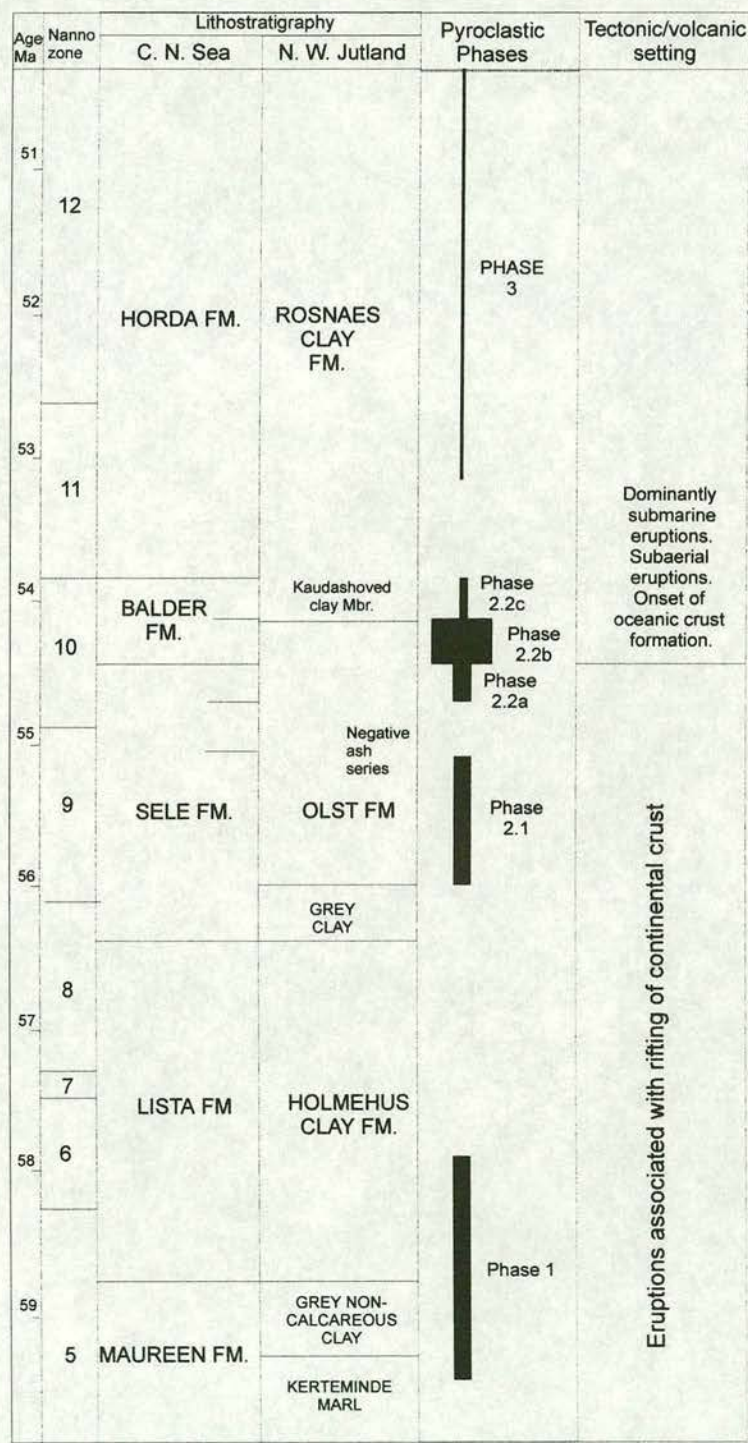 Age
Ma
Nanno
zone
Lithostratigraphy
C. N. Sea
N. W. Jutland
Pyroclastic
Phases
Tectonic/volcanic
setting
51
52
53
54
55
56
57
58
59
12
11
10
9
8
7
6
5
HORDA FM.
BALDER
FM.
SELE FM.
LISTA FM
MAUREEN FM.
ROSNAES
CLAY
FM.
Kaudashoved
clay Mbr.
Negative
ash
series
OLST FM
GREY
CLAY
HOLMEHUS
CLAY FM.
GREY NON-
CALCAREOUS
CLAY
KERTEMINDE
MARL
PHASE
3
Phase
2.2c
Phase
2.2b
Phase
2.2a
Phase
2.1
Phase 1
Dominantly
submarine
eruptions.
Subaerial
eruptions.
Onset of
oceanic crust
formation.
Eruptions associated with rifting of continental crust